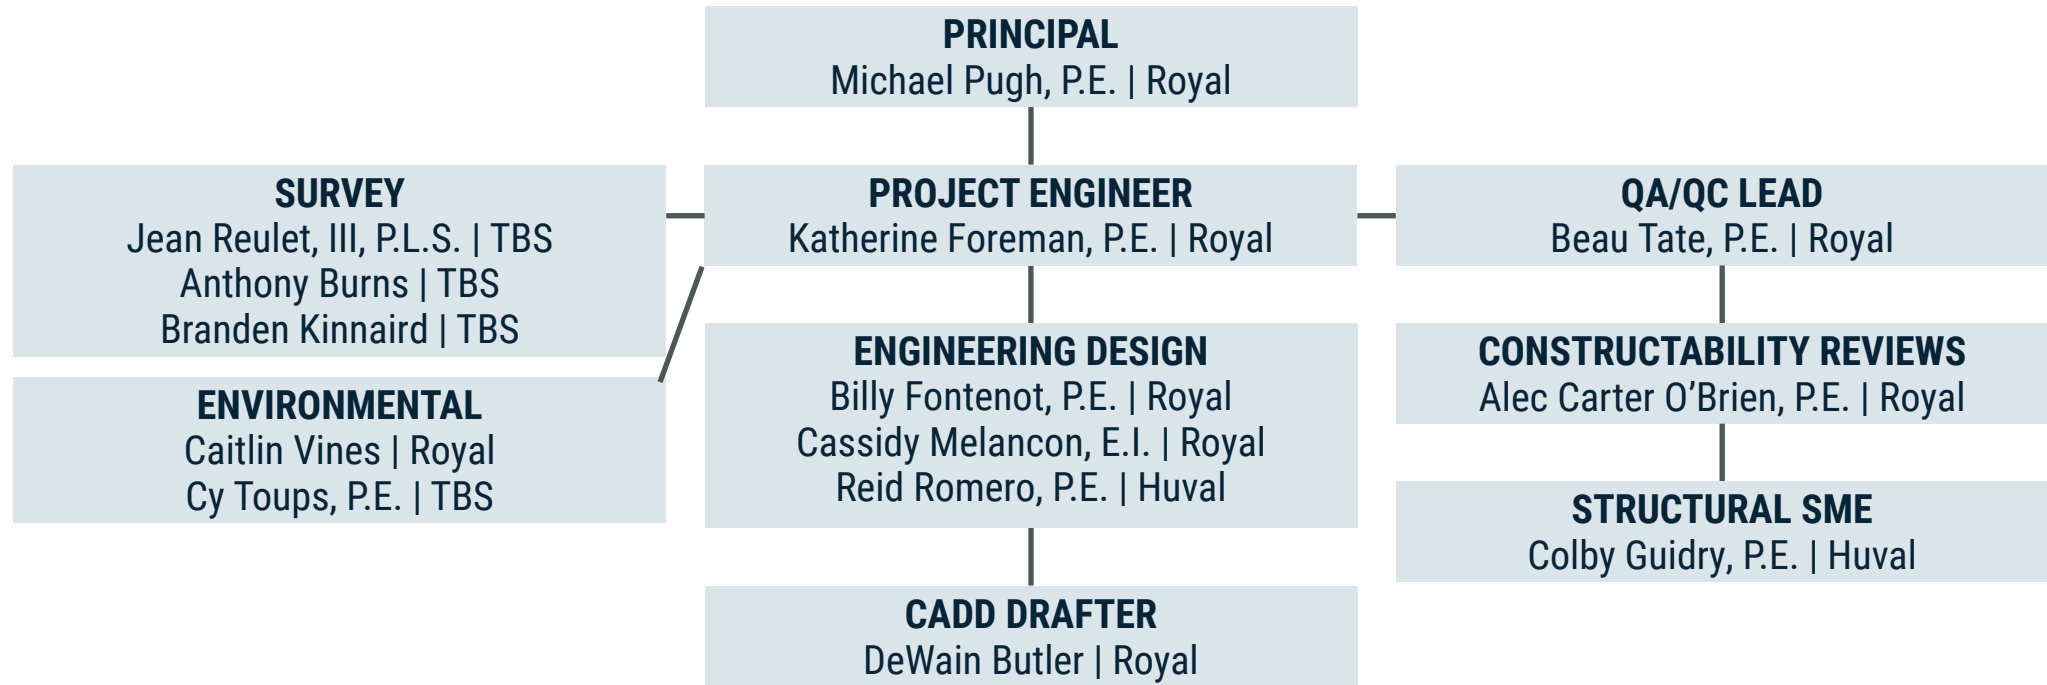 PRINCIPAL
Michael Pugh, P.E. | Royal
SURVEY
Jean Reulet, III, P.L.S. | TBS
Anthony Burns | TBS
Branden Kinnaird | TBS
PROJECT ENGINEER
Katherine Foreman, P.E. | Royal
QA/QC LEAD
Beau Tate, P.E. | Royal
ENVIRONMENTAL
Caitlin Vines | Royal
Cy Toups, P.E. | TBS
ENGINEERING DESIGN
Billy Fontenot, P.E. | Royal
Cassidy Melancon, E.I. | Royal
Reid Romero, P.E. | Huval
CONSTRUCTABILITY REVIEWS
Alec Carter O’Brien, P.E. | Royal
STRUCTURAL SME
Colby Guidry, P.E. | Huval
CADD DRAFTER
DeWain Butler | Royal